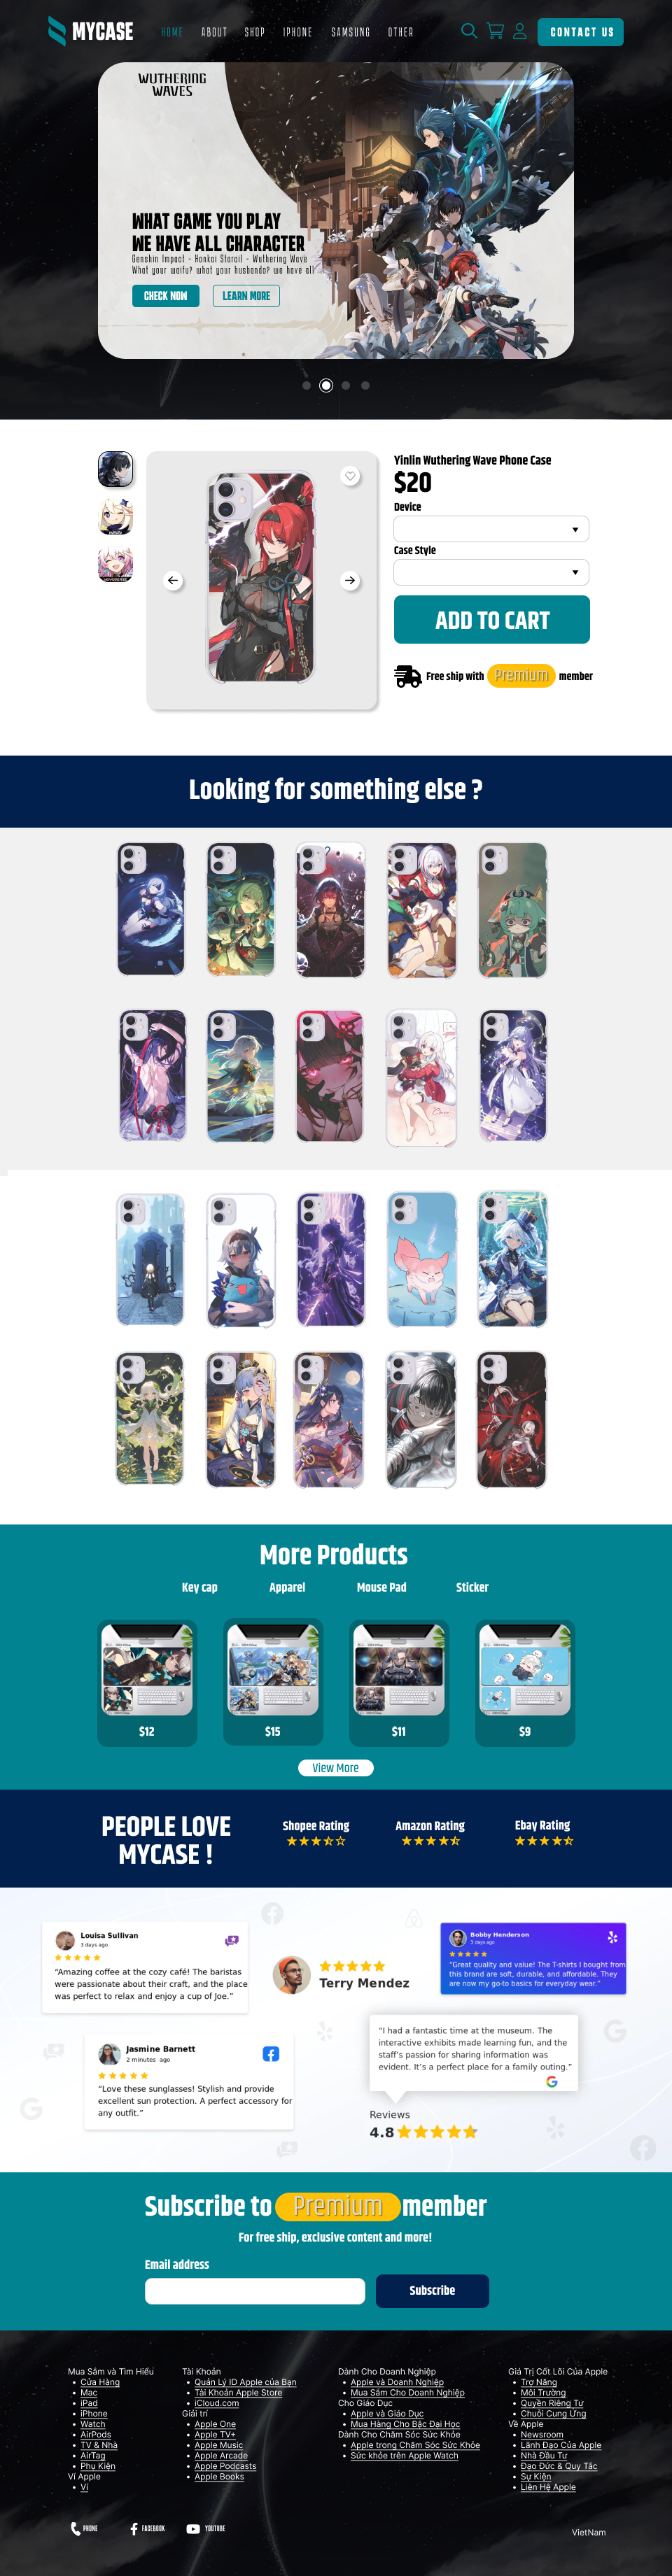 MYCASE
HOME ABOUT SHOP IPHONE SAMSUNG OTHER
CONTACT US
WUTHERING
WAVES
WHAT GAME YOU PLAY
WE HAVE ALL CHARACTER
Genshin Impact - Honkai Starail - Wuthering Wave
What your waifu? what your husbando? we have all
CHECK NOW
LEARN MORE
Yinlin Wuthering Wave Phone Case
$20
Device
Case Style
ADD TO CART
Free ship with Premium member
Looking for something else ?
More Products
Key cap Apparel Mouse Pad Sticker
$12 $15 $11 $9
View More
PEOPLE LOVE
MYCASE !
Shopee Rating
Amazon Rating
Ebay Rating
Louisa Sullivan
3 days ago
“Amazing coffee at the cozy café! The baristas
were passionate about their craft, and the place
was perfect to relax and enjoy a cup of Joe.”
Terry Mendez
Bobby Henderson
3 days ago
“Great quality and value! The T-shirts I bought from
this brand are soft, durable, and affordable. They
are now my go-to basics for everyday wear.”
“I had a fantastic time at the museum. The
interactive exhibits made learning fun, and the
staff’s passion for sharing information was
evident. It’s a perfect place for a family outing.”
Jasmine Barnett
2 minutes ago
“Love these sunglasses! Stylish and provide
excellent sun protection. A perfect accessory for
any outfit.”
Reviews
4.8
Subscribe to Premium member
For free ship, exclusive content and more!
Email address
Subscribe
Mua Sắm và Tìm Hiểu
Cửa Hàng
Mac
iPad
iPhone
Watch
AirPods
TV & Nhà
AirTag
Phụ Kiện
Ví Apple
Ví
Tài Khoản
Quản Lý ID Apple của Bạn
Tài Khoản Apple Store
iCloud.com
Giải trí
Apple One
Apple TV+
Apple Music
Apple Arcade
Apple Podcasts
Apple Books
Dành Cho Doanh Nghiệp
Apple và Doanh Nghiệp
Mua Sắm Cho Doanh Nghiệp
Cho Giáo Dục
Apple và Giáo Dục
Mua Hàng Cho Bậc Đại Học
Dành Cho Chăm Sóc Sức Khỏe
Apple trong Chăm Sóc Sức Khỏe
Sức khỏe trên Apple Watch
Giá Trị Cốt Lõi Của Apple
Trợ Năng
Môi Trường
Quyền Riêng Tư
Chuỗi Cung Ứng
Về Apple
Newsroom
Lãnh Đạo Của Apple
Nhà Đầu Tư
Đạo Đức & Quy Tắc
Sự Kiện
Liên Hệ Apple
PHONE FACEBOOK YOUTUBE
VietNam